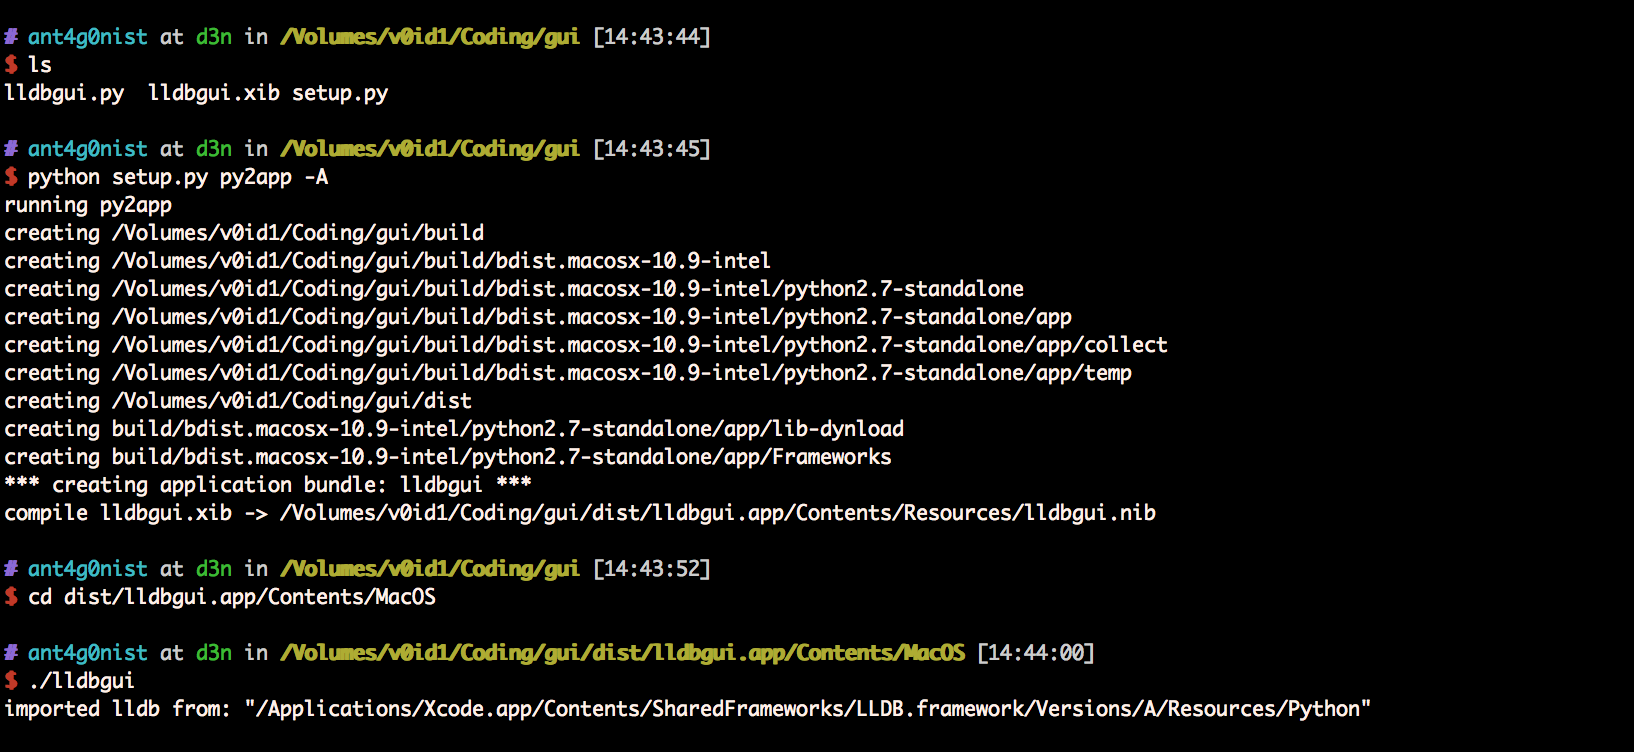 # ant4g0nist at d3n in /Volumes/v0id1/Coding/gui [14:43:44]
$ ls
lldbgui.py  lldbgui.xib setup.py
# ant4g0nist at d3n in /Volumes/v0id1/Coding/gui [14:43:45]
$ python setup.py py2app -A
running py2app
creating /Volumes/v0id1/Coding/gui/build
creating /Volumes/v0id1/Coding/gui/build/bdist.macosx-10.9-intel
creating /Volumes/v0id1/Coding/gui/build/bdist.macosx-10.9-intel/python2.7-standalone
creating /Volumes/v0id1/Coding/gui/build/bdist.macosx-10.9-intel/python2.7-standalone/app
creating /Volumes/v0id1/Coding/gui/build/bdist.macosx-10.9-intel/python2.7-standalone/app/collect
creating /Volumes/v0id1/Coding/gui/build/bdist.macosx-10.9-intel/python2.7-standalone/app/temp
creating /Volumes/v0id1/Coding/gui/dist
creating build/bdist.macosx-10.9-intel/python2.7-standalone/app/lib-dynload
creating build/bdist.macosx-10.9-intel/python2.7-standalone/app/Frameworks
*** creating application bundle: lldbgui ***
compile lldbgui.xib -> /Volumes/v0id1/Coding/gui/dist/lldbgui.app/Contents/Resources/lldbgui.nib
# ant4g0nist at d3n in /Volumes/v0id1/Coding/gui [14:43:52]
$ cd dist/lldbgui.app/Contents/MacOS
# ant4g0nist at d3n in /Volumes/v0id1/Coding/gui/dist/lldbgui.app/Contents/MacOS [14:44:00]
$ ./lldbgui
imported lldb from: "/Applications/Xcode.app/Contents/SharedFrameworks/LLDB.framework/Versions/A/Resources/Python"